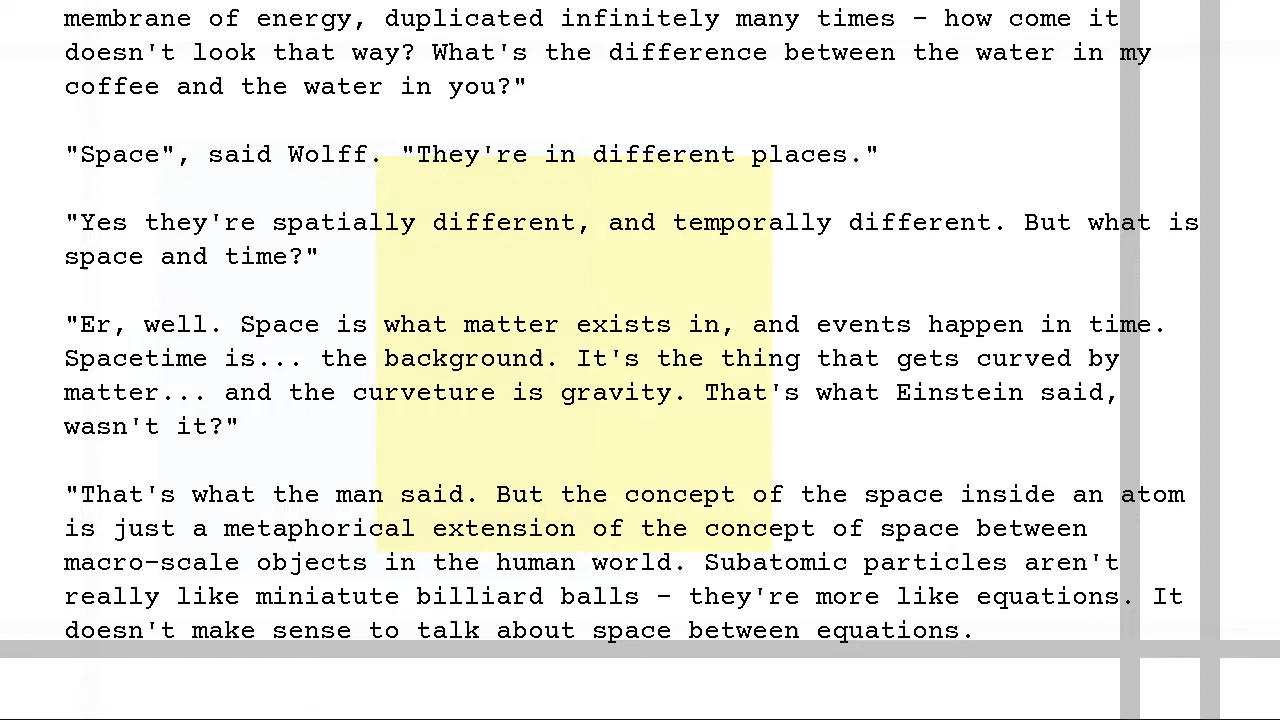 membrane of energy, duplicated infinitely many times - how come it
doesn't look that way? What's the difference between the water in my
coffee and the water in you?"
"Space", said Wolff. "They're in different places."
"Yes they're spatially different, and temporally different. But what is
space and time?"
"Er, well. Space is what matter exists in, and events happen in time.
Spacetime is... the background. It's the thing that gets curved by
matter... and the curveture is gravity. That's what Einstein said,
wasn't it?"
"That's what the man said. But the concept of the space inside an atom
is just a metaphorical extension of the concept of space between
macro-scale objects in the human world. Subatomic particles aren't
really like miniatute billiard balls - they're more like equations. It
doesn't make sense to talk about space between equations.